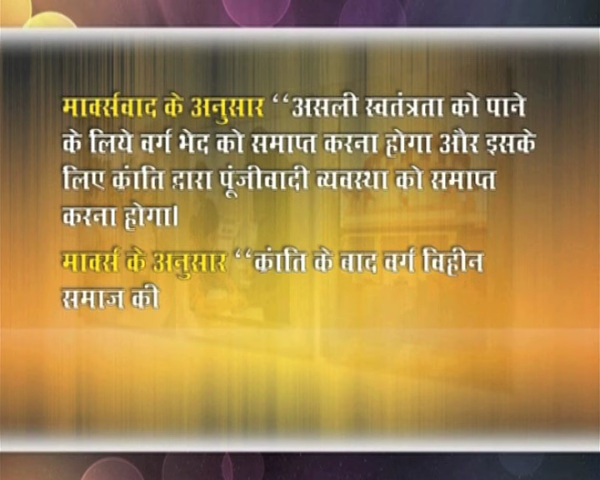 मार्क्सवाद के अनुसार ‘‘असली स्वतंत्रता को पाने
के लिये वर्ग भेद को समाप्त करना होगा और इसके
लिए क्रांति द्वारा पूंजीवादी व्यवस्था को समाप्त
करना होगा।
मार्क्स के अनुसार ‘‘क्रांति के बाद वर्ग विहीन
समाज की